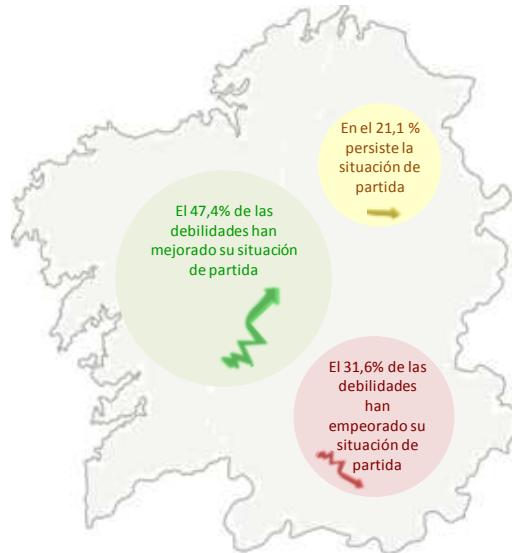 En el 21,1 %
persiste la
situación de
partida
El 47,4% de las
debilidades han
mejorado su situación
de partida
El 31,6% de las
debilidades
han
empeorado su
situación de
partida